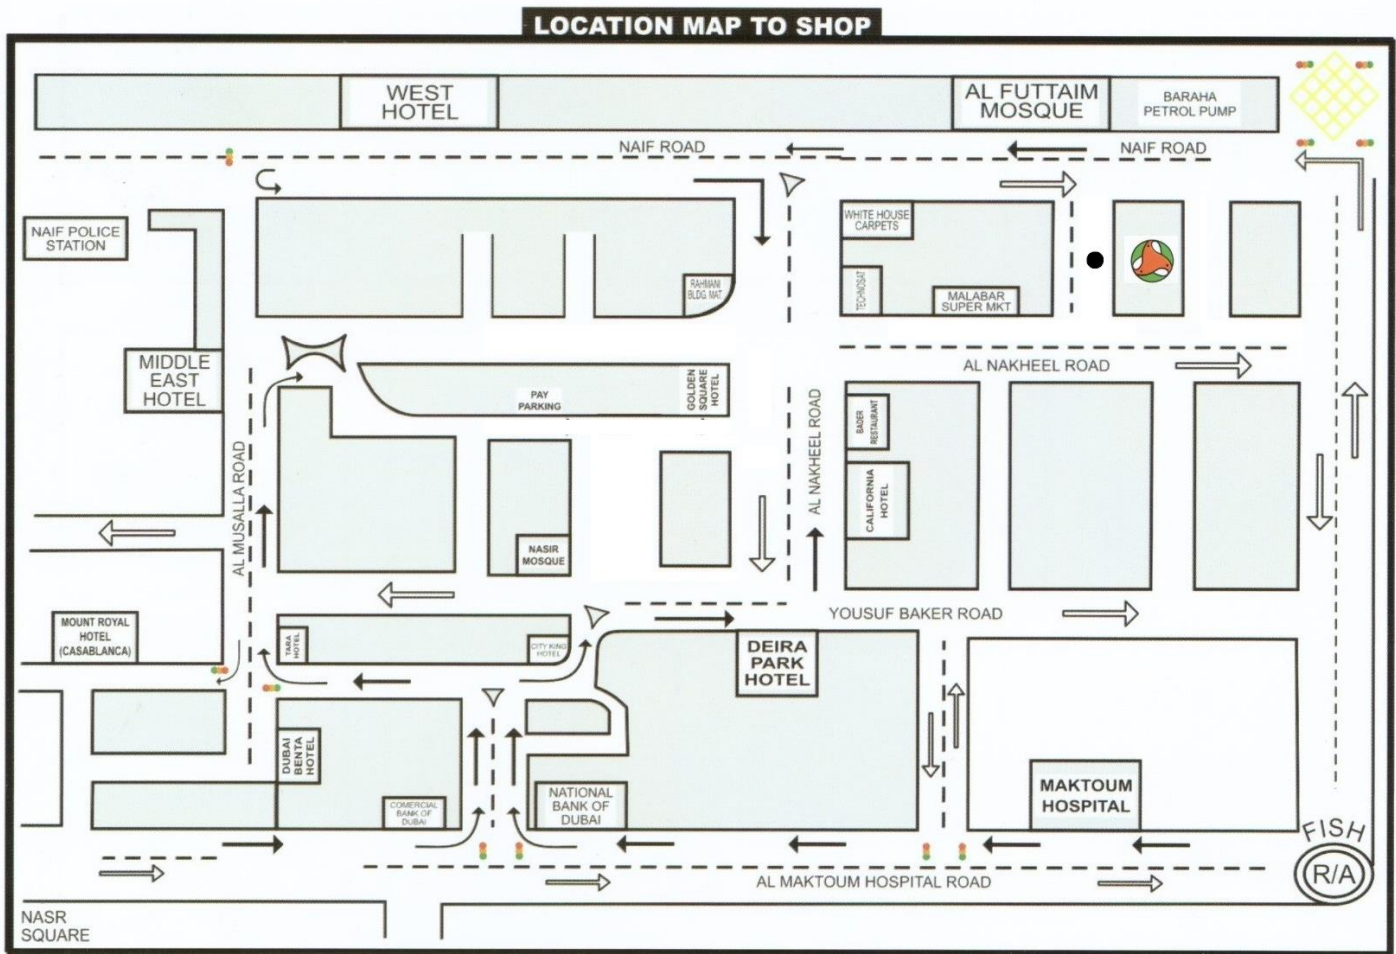 LOCATION MAP TO SHOP
WEST
HOTEL
AL FUTTAIM
MOSQUE
BARAHA
PETROL PUMP
NAIF ROAD
NAIF ROAD
NAIF POLICE
STATION
WHITE HOUSE
CARPETS
RAHMANI
BLDG. MAT
TECHNOSAT
MALABAR
SUPER MKT
MIDDLE
EAST
HOTEL
PAY
PARKING
GOLDEN
SQUARE
HOTEL
AL NAKHEEL ROAD
AL NAKHEEL ROAD
BADER
RESTAURANT
CALIFORNIA
HOTEL
AL MUSALLA ROAD
NASIR
MOSQUE
MOUNT ROYAL
HOTEL
(CASABLANCA)
TARA
HOTEL
CITY KING
HOTEL
YOUSUF BAKER ROAD
DEIRA
PARK
HOTEL
DUBAI
BENTA
HOTEL
COMERCIAL
BANK OF
DUBAI
NATIONAL
BANK OF
DUBAI
MAKTOUM
HOSPITAL
FISH
R/A
AL MAKTOUM HOSPITAL ROAD
NASR
SQUARE